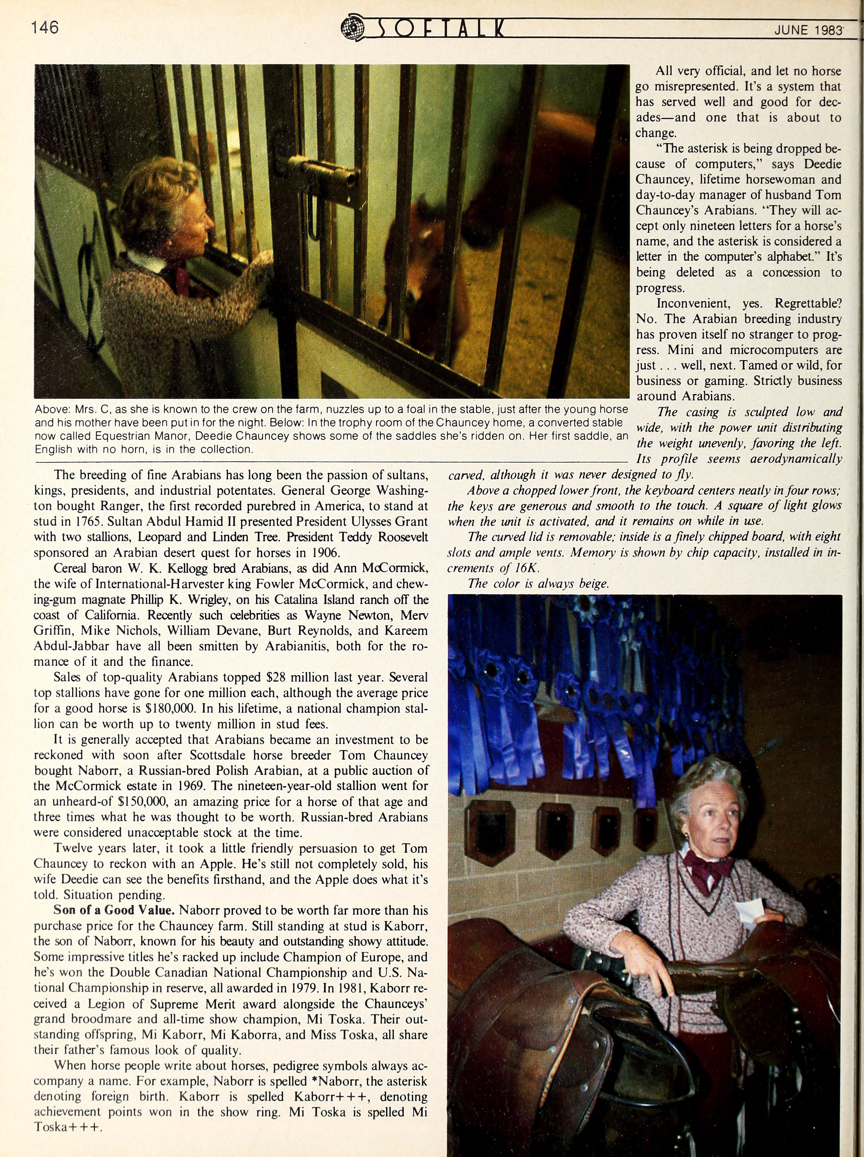 146
SOFTALK
JUNE 1983
Above: Mrs. C, as she is known to the crew on the farm, nuzzles up to a foal in the stable, just after the young horse
and his mother have been put in for the night. Below: In the trophy room of the Chauncey home, a converted stable
now called Equestrian Manor, Deedie Chauncey shows some of the saddles she's ridden on. Her first saddle, an
English with no horn, is in the collection.
The breeding of fine Arabians has long been the passion of sultans,
kings, presidents, and industrial potentates. General George Washing-
ton bought Ranger, the first recorded purebred in America, to stand at
stud in 1765. Sultan Abdul Hamid II presented President Ulysses Grant
with two stallions, Leopard and Linden Tree. President Teddy Roosevelt
sponsored an Arabian desert quest for horses in 1906.
Cereal baron W. K. Kellogg bred Arabians, as did Ann McCormick,
the wife of International-Harvester king Fowler McCormick, and chew-
ing-gum magnate Phillip K. Wrigley, on his Catalina Island ranch off the
coast of California. Recently such celebrities as Wayne Newton, Merv
Griffin, Mike Nichols, William Devane, Burt Reynolds, and Kareem
Abdul-Jabbar have all been smitten by Arabianitis, both for the ro-
mance of it and the finance.
Sales of top-quality Arabians topped $28 million last year. Several
top stallions have gone for one million each, although the average price
for a good horse is $180,000. In his lifetime, a national champion stal-
lion can be worth up to twenty million in stud fees.
It is generally accepted that Arabians became an investment to be
reckoned with soon after Scottsdale horse breeder Tom Chauncey
bought Naborr, a Russian-bred Polish Arabian, at a public auction of
the McCormick estate in 1969. The nineteen-year-old stallion went for
an unheard-of $150,000, an amazing price for a horse of that age and
three times what he was thought to be worth. Russian-bred Arabians
were considered unacceptable stock at the time.
Twelve years later, it took a little friendly persuasion to get Tom
Chauncey to reckon with an Apple. He's still not completely sold, his
wife Deedie can see the benefits firsthand, and the Apple does what it's
told. Situation pending.
Son of a Good Value. Naborr proved to be worth far more than his
purchase price for the Chauncey farm. Still standing at stud is Kaborr,
the son of Naborr, known for his beauty and outstanding showy attitude.
Some impressive titles he's racked up include Champion of Europe, and
he's won the Double Canadian National Championship and U.S. Na-
tional Championship in reserve, all awarded in 1979. In 1981, Kaborr re-
ceived a Legion of Supreme Merit award alongside the Chaunceys'
grand broodmare and all-time show champion, Mi Toska. Their out-
standing offspring, Mi Kaborr, Mi Kaborra, and Miss Toska, all share
their father's famous look of quality.
When horse people write about horses, pedigree symbols always ac-
company a name. For example, Naborr is spelled *Naborr, the asterisk
denoting foreign birth. Kaborr is spelled Kaborr+++, denoting
achievement points won in the show ring. Mi Toska is spelled Mi
Toska+++.
All very official, and let no horse
go misrepresented. It's a system that
has served well and good for dec-
ades—and one that is about to
change.
"The asterisk is being dropped be-
cause of computers," says Deedie
Chauncey, lifetime horsewoman and
day-to-day manager of husband Tom
Chauncey's Arabians. "They will ac-
cept only nineteen letters for a horse's
name, and the asterisk is considered a
letter in the computer's alphabet." It's
being deleted as a concession to
progress.
Inconvenient, yes. Regrettable?
No. The Arabian breeding industry
has proven itself no stranger to prog-
ress. Mini and microcomputers are
just . . . well, next. Tamed or wild, for
business or gaming. Strictly business
around Arabians.
The casing is sculpted low and
wide, with the power unit distributing
the weight unevenly, favoring the left.
Its profile seems aerodynamically
carved, although it was never designed to fly.
Above a chopped lower front, the keyboard centers neatly in four rows;
the keys are generous and smooth to the touch. A square of light glows
when the unit is activated, and it remains on while in use.
The curved lid is removable; inside is a finely chipped board, with eight
slots and ample vents. Memory is shown by chip capacity, installed in in-
crements of 16K.
The color is always beige.